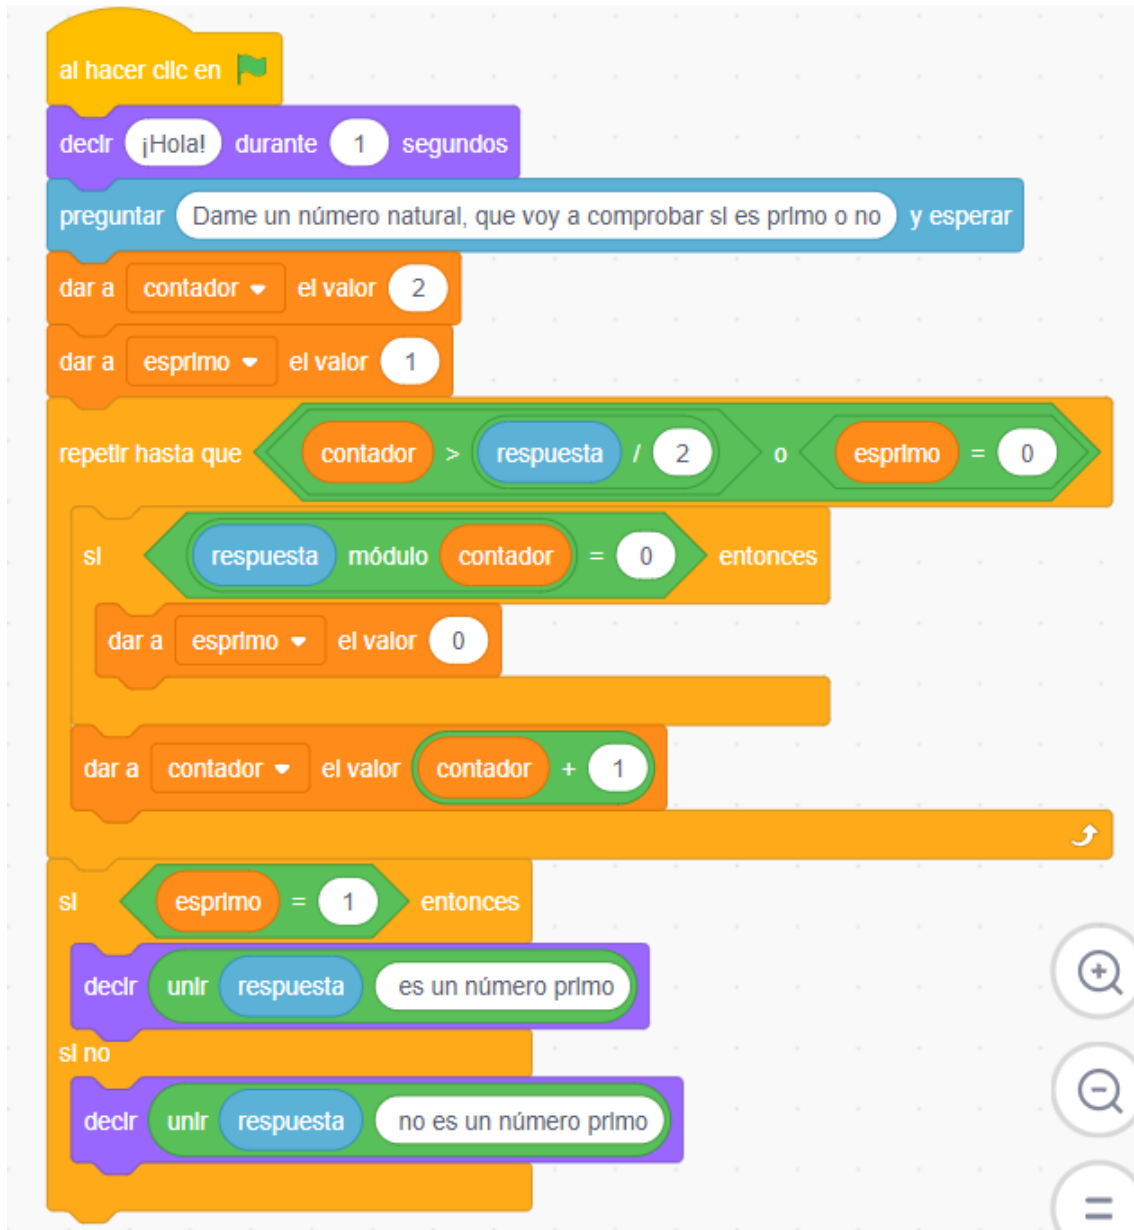 al hacer clic en
decir ¡Hola! durante 1 segundos
preguntar Dame un número natural, que voy a comprobar si es primo o no y esperar
dar a contador el valor 2
dar a esprimo el valor 1
repetir hasta que contador > respuesta / 2 o esprimo = 0
si respuesta módulo contador = 0 entonces
dar a esprimo el valor 0
dar a contador el valor contador + 1
si esprimo = 1 entonces
decir unir respuesta es un número primo
si no
decir unir respuesta no es un número primo